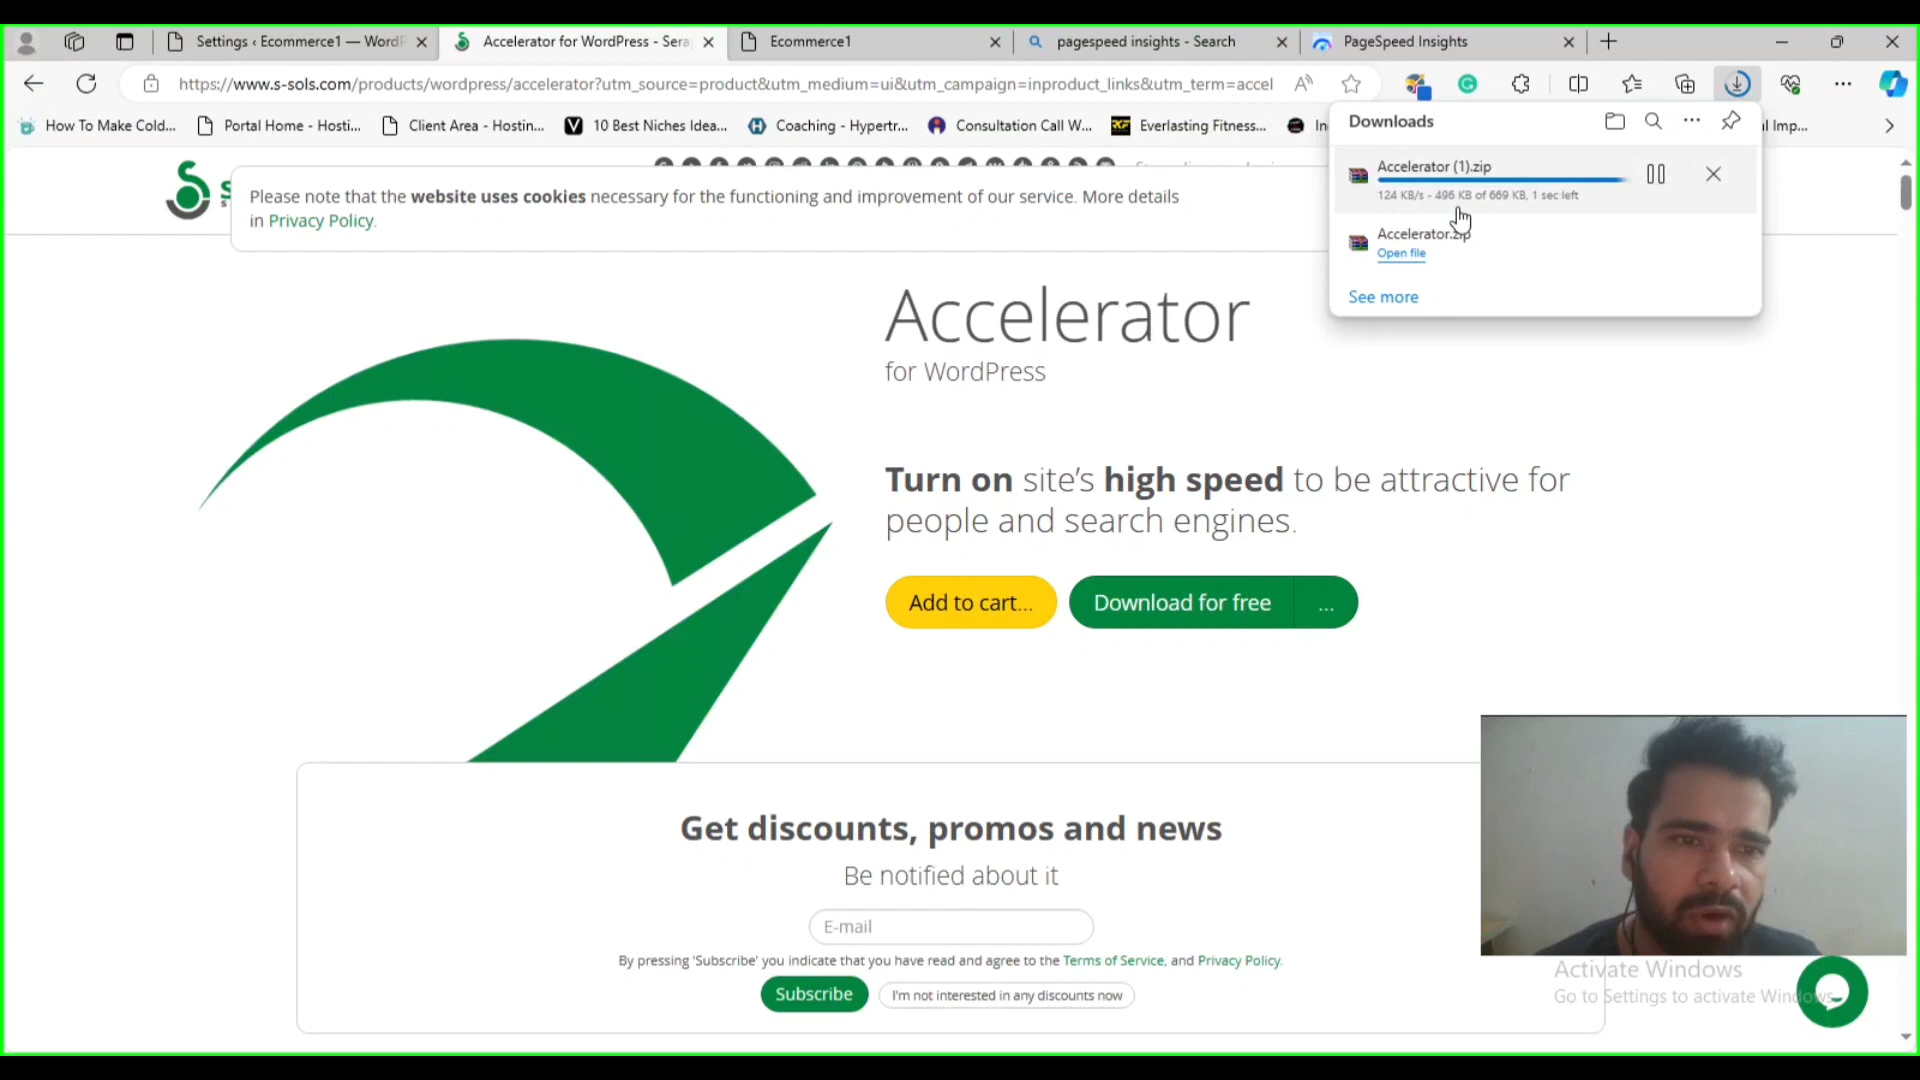 Settings ‹ Ecommerce1 — WordP
Accelerator for WordPress - Sera
Ecommerce1
pagespeed insights - Search
PageSpeed Insights
https://www.s-sols.com/products/wordpress/accelerator?utm_source=product&utm_medium=ui&utm_campaign=inproduct_links&utm_term=accel
How To Make Cold...
Portal Home - Hosti...
Client Area - Hostin...
10 Best Niches Idea...
Coaching - Hypertr...
Consultation Call W...
Everlasting Fitness...
In
l Imp...
Downloads
Accelerator (1).zip
124 KB/s - 496 KB of 669 KB, 1 sec left
Accelerator.zip
Open file
See more
Please note that the website uses cookies necessary for the functioning and improvement of our service. More details
in Privacy Policy.
Accelerator
for WordPress
Turn on site's high speed to be attractive for
people and search engines.
Add to cart...
Download for free ...
Get discounts, promos and news
Be notified about it
E-mail
By pressing 'Subscribe' you indicate that you have read and agree to the Terms of Service, and Privacy Policy.
Subscribe
I'm not interested in any discounts now
Activate Windows
Go to Settings to activate Windows.